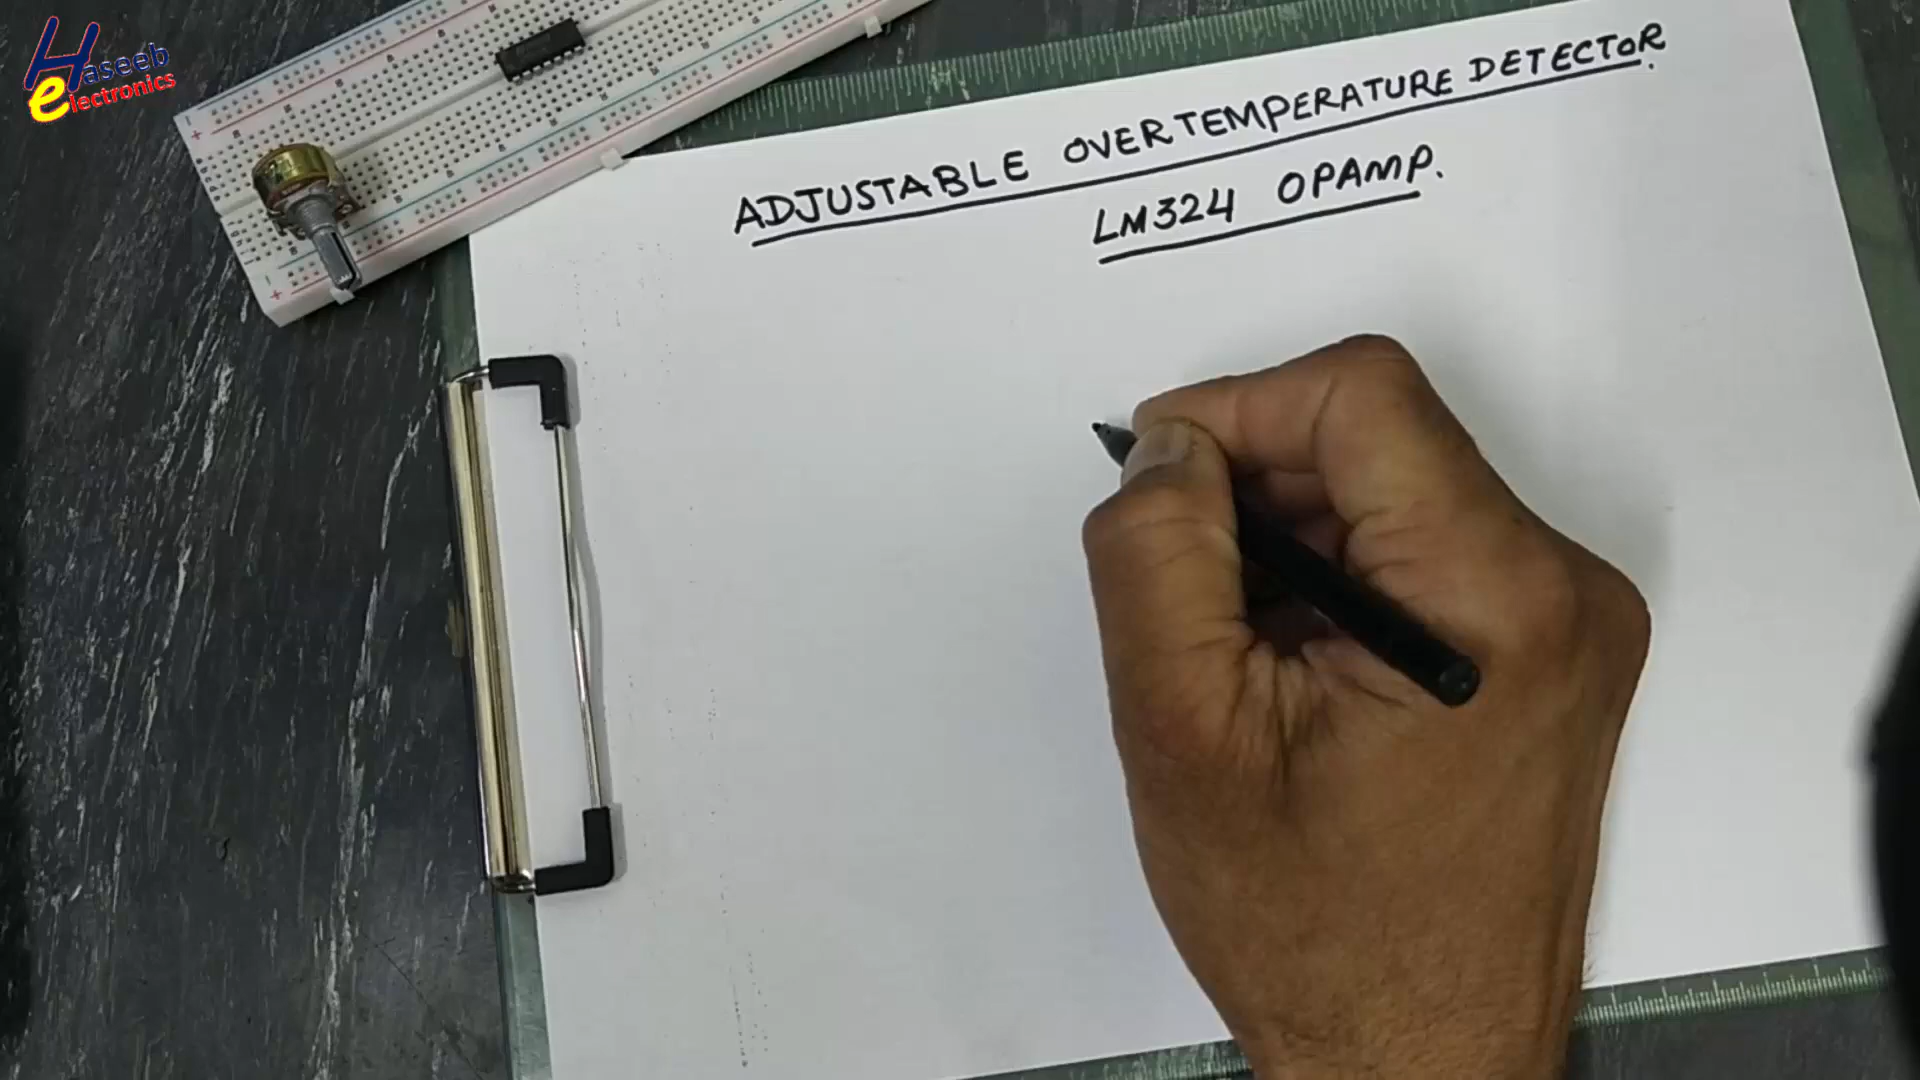 Haseeb
electronics
ADJUSTABLE OVERTEMPERATURE DETECTOR.
LM324 OPAMP.